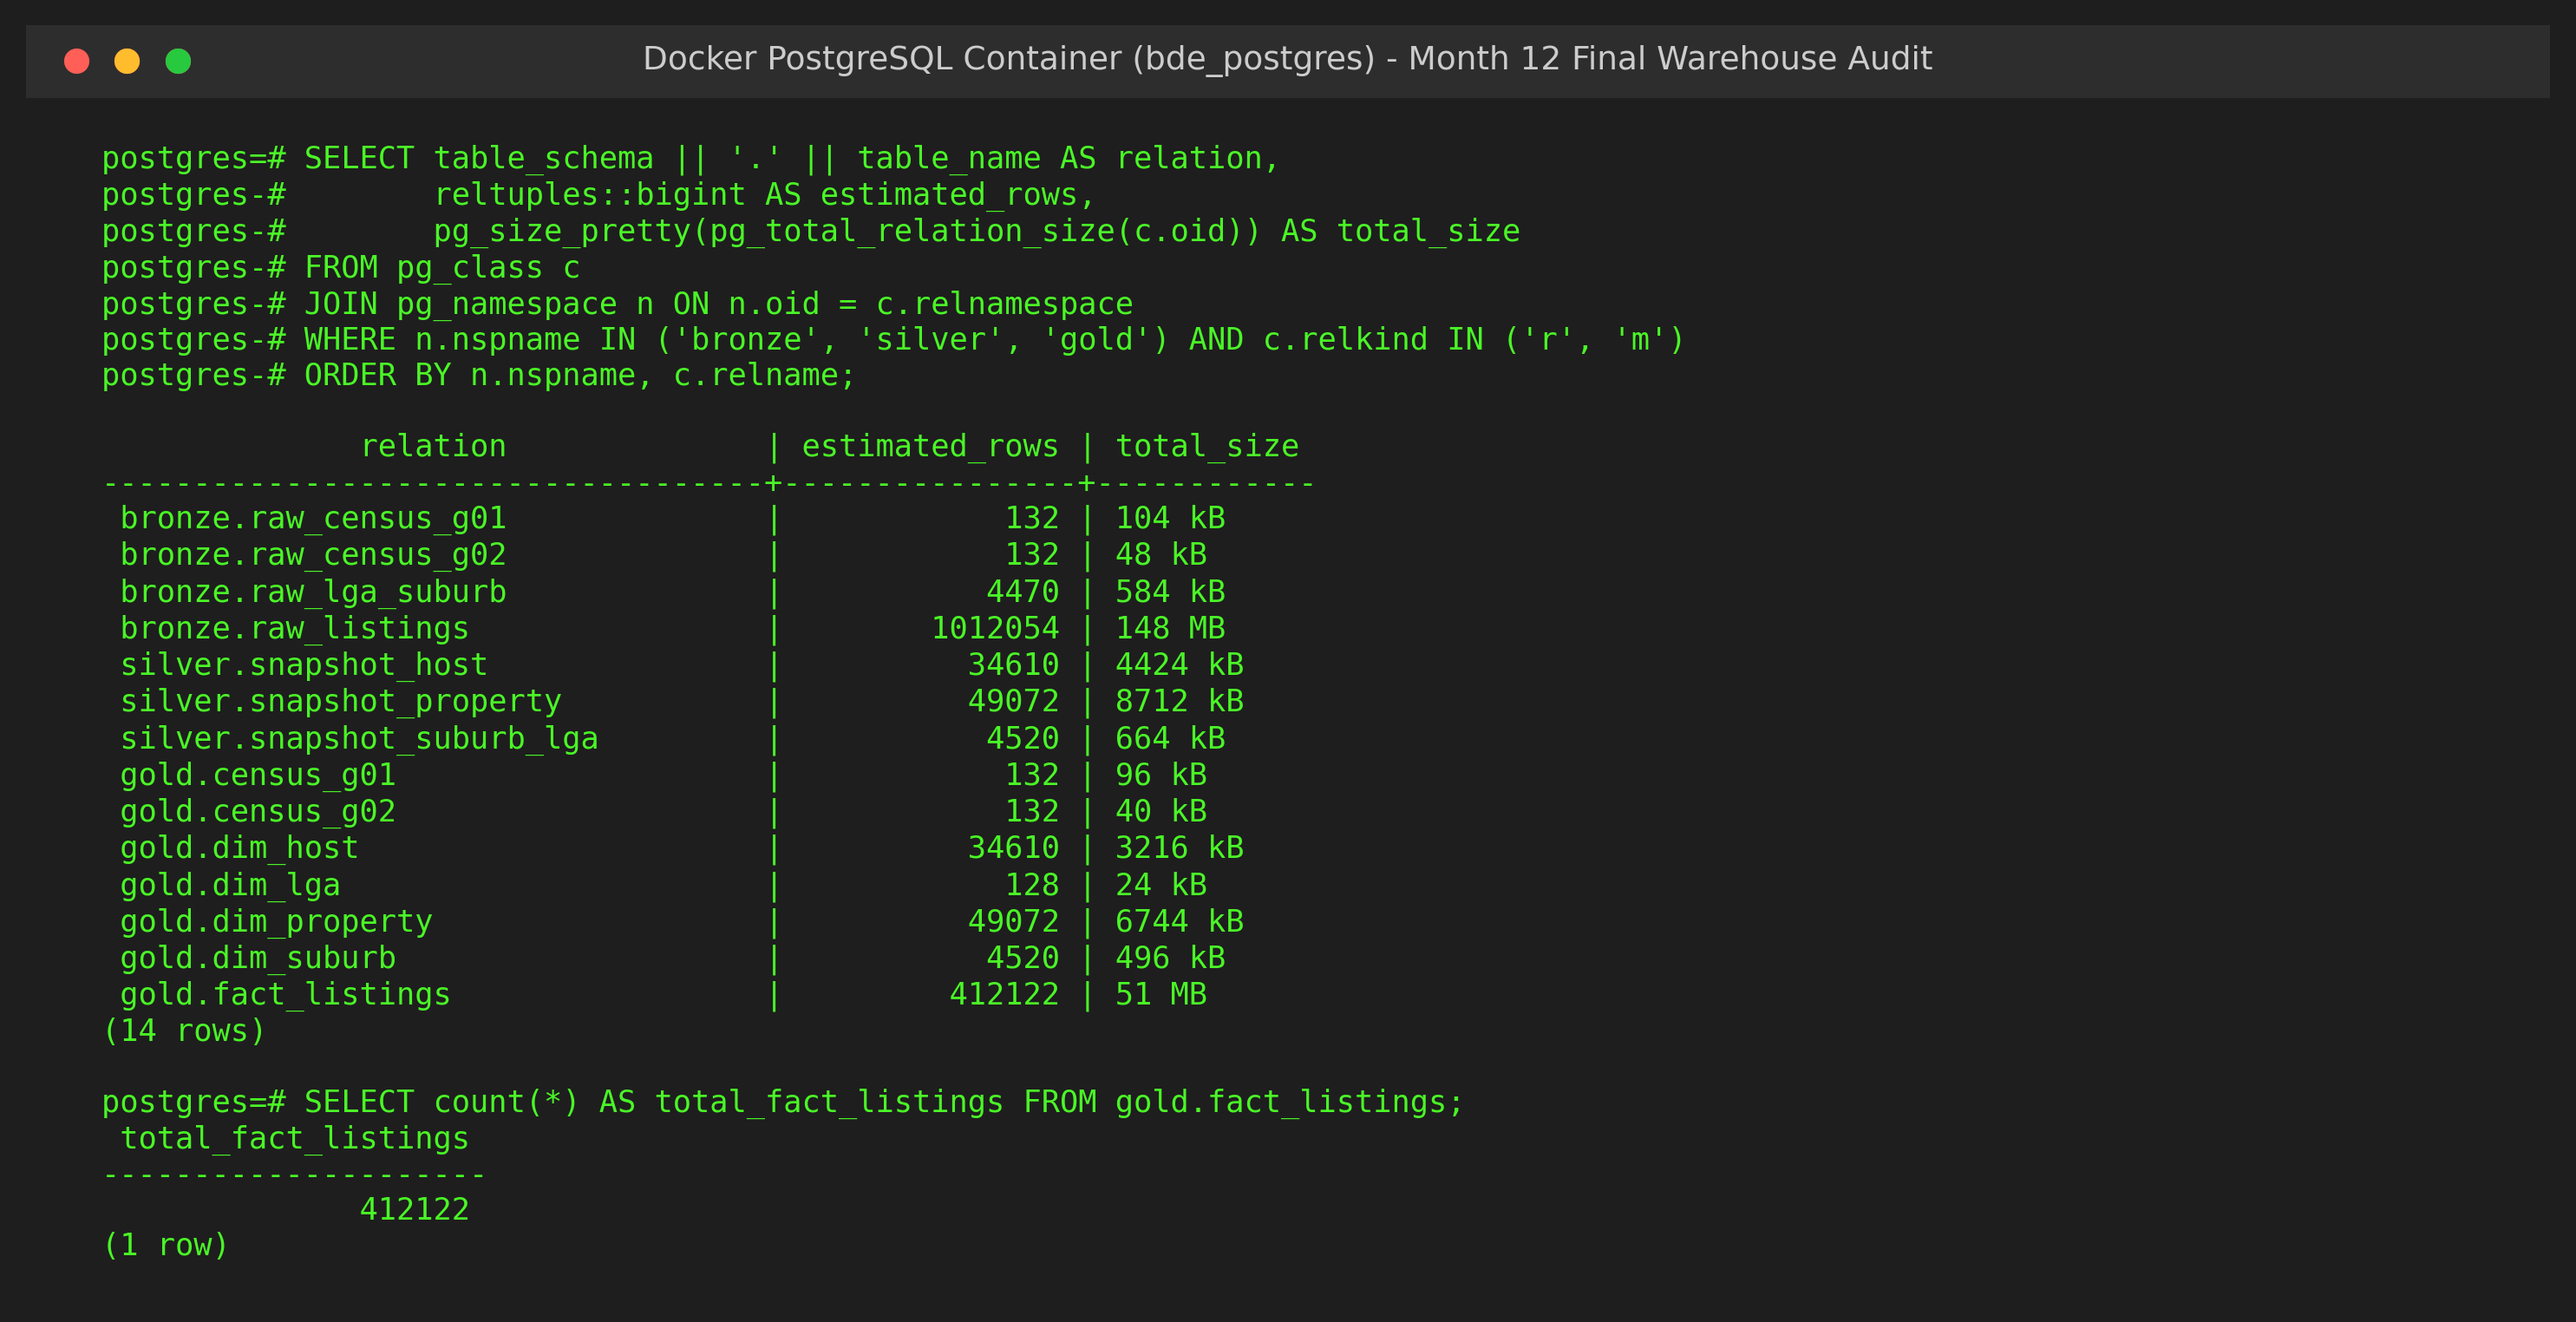 Docker PostgreSQL Container (bde_postgres) - Month 12 Final Warehouse Audit
postgres=# SELECT table_schema || '.' || table_name AS relation,
postgres-#        reltuples::bigint AS estimated_rows,
postgres-#        pg_size_pretty(pg_total_relation_size(c.oid)) AS total_size
postgres-# FROM pg_class c
postgres-# JOIN pg_namespace n ON n.oid = c.relnamespace
postgres-# WHERE n.nspname IN ('bronze', 'silver', 'gold') AND c.relkind IN ('r', 'm')
postgres-# ORDER BY n.nspname, c.relname;
              relation              | estimated_rows | total_size
------------------------------------+----------------+------------
 bronze.raw_census_g01              |            132 | 104 kB
 bronze.raw_census_g02              |            132 | 48 kB
 bronze.raw_lga_suburb              |           4470 | 584 kB
 bronze.raw_listings                |        1012054 | 148 MB
 silver.snapshot_host               |          34610 | 4424 kB
 silver.snapshot_property           |          49072 | 8712 kB
 silver.snapshot_suburb_lga         |           4520 | 664 kB
 gold.census_g01                    |            132 | 96 kB
 gold.census_g02                    |            132 | 40 kB
 gold.dim_host                      |          34610 | 3216 kB
 gold.dim_lga                       |            128 | 24 kB
 gold.dim_property                  |          49072 | 6744 kB
 gold.dim_suburb                    |           4520 | 496 kB
 gold.fact_listings                 |         412122 | 51 MB
(14 rows)
postgres=# SELECT count(*) AS total_fact_listings FROM gold.fact_listings;
 total_fact_listings
---------------------
              412122
(1 row)